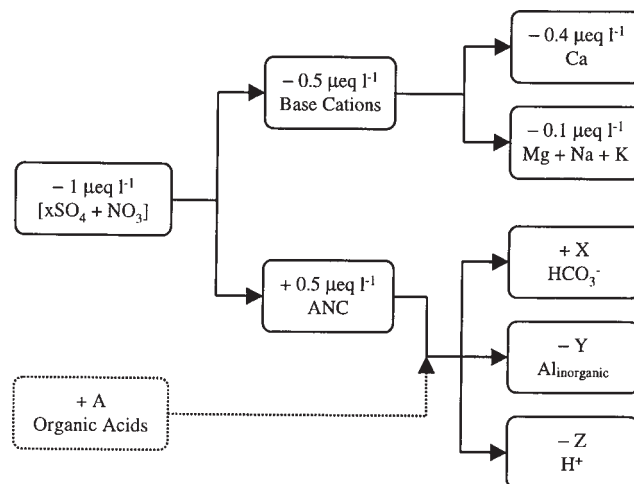 − 0.4 µeq l⁻¹
Ca
− 0.5 µeq l⁻¹
Base Cations
− 0.1 µeq l⁻¹
Mg + Na + K
− 1 µeq l⁻¹
[xSO₄ + NO₃]
+ X
HCO₃⁻
+ 0.5 µeq l⁻¹
ANC
− Y
Alinorganic
+ A
Organic Acids
− Z
H⁺